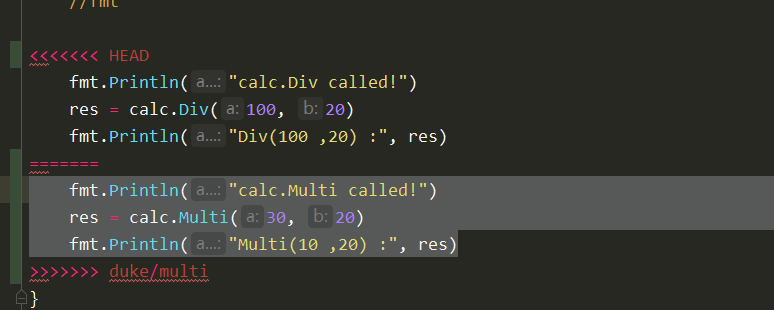 //fmt
<<<<<<< HEAD
fmt.Println( a...: "calc.Div called!")
res = calc.Div( a: 100, b: 20)
fmt.Println( a...: "Div(100 ,20) :", res)
=======
fmt.Println( a...: "calc.Multi called!")
res = calc.Multi( a: 30, b: 20)
fmt.Println( a...: "Multi(10 ,20) :", res)
>>>>>>> duke/multi
}